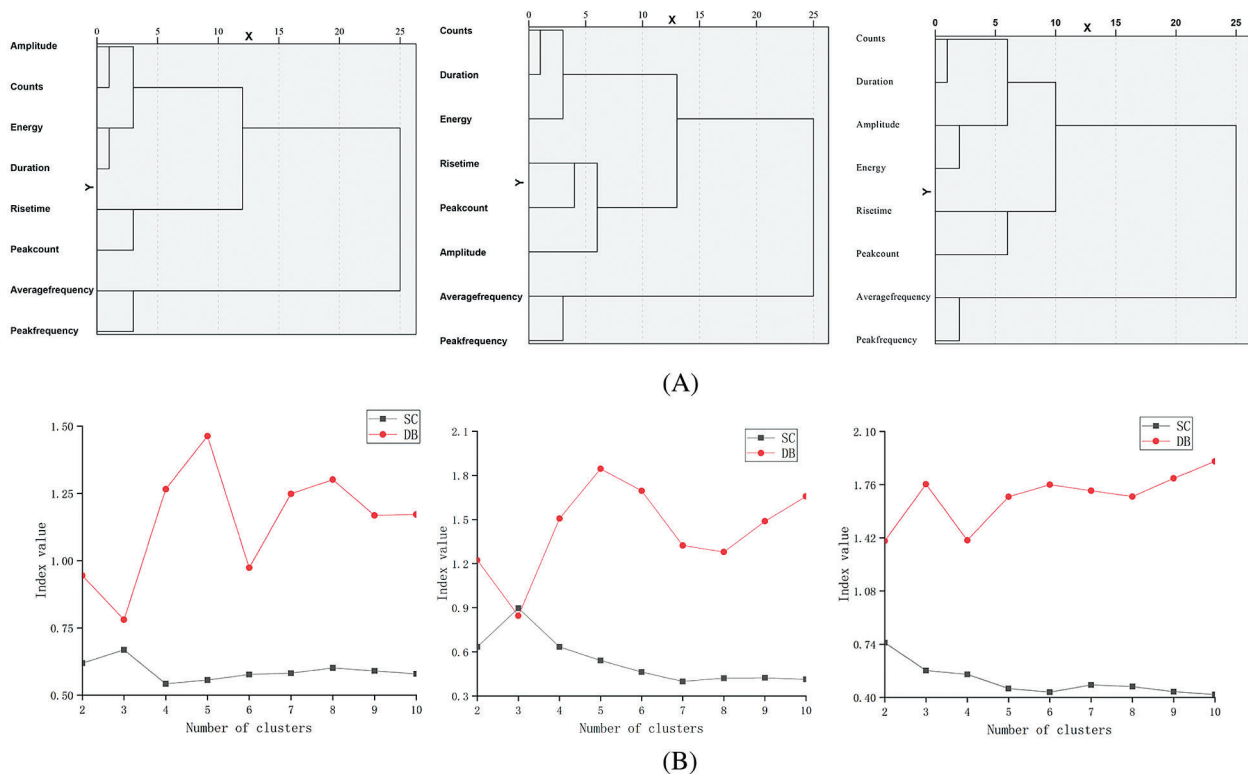 0 5 10 15 20 25
X
Amplitude
Counts
Energy
Duration
Y
Risetime
Peakcount
Averagefrequency
Peakfrequency
0 5 10 15 20 25
X
Counts
Duration
Energy
Risetime
Y
Peakcount
Amplitude
Averagefrequency
Peakfrequency
0 5 10 15 20 25
X
Counts
Duration
Amplitude
Energy
Y
Risetime
Peakcount
Averagefrequency
Peakfrequency
(A)
SC
DB
1.50
1.25
1.00
0.75
0.50
Index value
2 3 4 5 6 7 8 9 10
Number of clusters
SC
DB
2.1
1.8
1.5
1.2
0.9
0.6
0.3
Index value
2 3 4 5 6 7 8 9 10
Number of clusters
SC
DB
2.10
1.76
1.42
1.08
0.74
0.40
Index value
2 3 4 5 6 7 8 9 10
Number of clusters
(B)